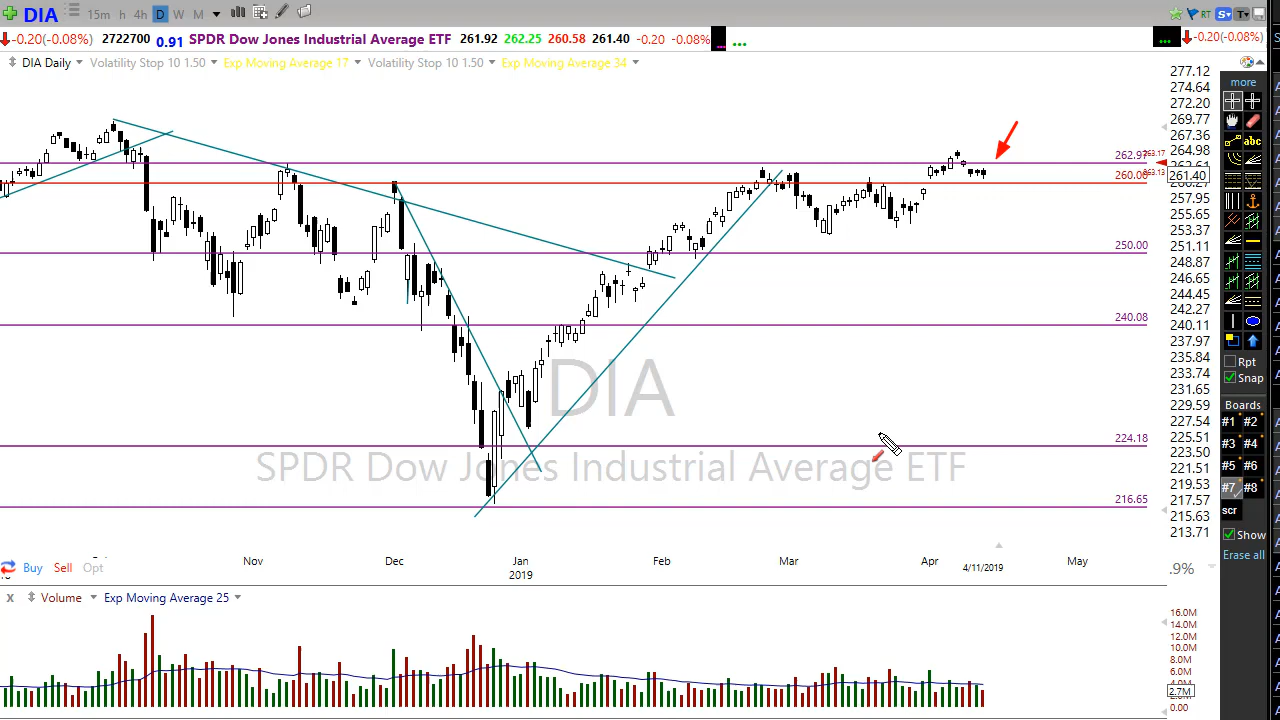 DIA 15m h 4h D W M RT S T
-0.20(-0.08%) 2722700 0.91 SPDR Dow Jones Industrial Average ETF 261.92 262.25 260.58 261.40 -0.20 -0.08% ... ... -0.20(-0.08%)
DIA Daily Volatility Stop 10 1.50 Exp Moving Average 17 Volatility Stop 10 1.50 Exp Moving Average 34
277.12
274.64
272.20
269.77
267.36
264.98
262.97
263.17
260.00
263.13
261.40
257.95
255.65
253.37
250.00
251.11
248.87
246.65
244.45
242.27
240.08
240.11
237.97
235.84
233.74
231.65
229.59
227.54
224.18
225.51
223.50
221.51
219.53
216.65
217.57
215.63
213.71
DIA
SPDR Dow Jones Industrial Average ETF
more
abc
Rpt
Snap
Boards
#1 #2
#3 #4
#5 #6
#7 #8
scr
Show
Erase all
Nov Dec Jan Feb Mar Apr May
2019 4/11/2019
Buy Sell Opt .9%
x Volume Exp Moving Average 25
16.0M
14.0M
12.0M
10.0M
8.0M
6.0M
2.7M
0.00